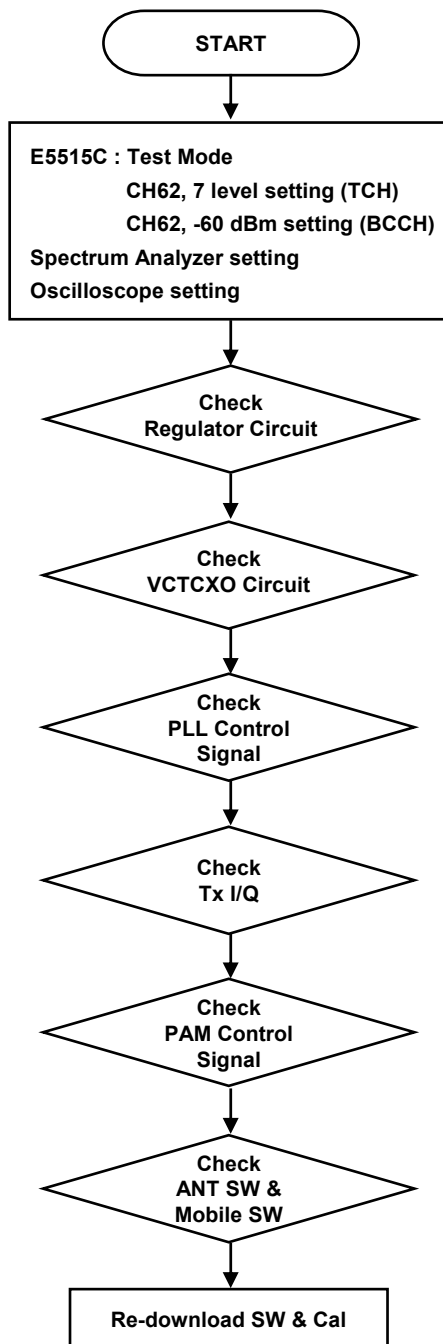 START
E5515C : Test Mode
CH62, 7 level setting (TCH)
CH62, -60 dBm setting (BCCH)
Spectrum Analyzer setting
Oscilloscope setting
Check
Regulator Circuit
Check
VCTCXO Circuit
Check
PLL Control
Signal
Check
Tx I/Q
Check
PAM Control
Signal
Check
ANT SW &
Mobile SW
Re-download SW & Cal